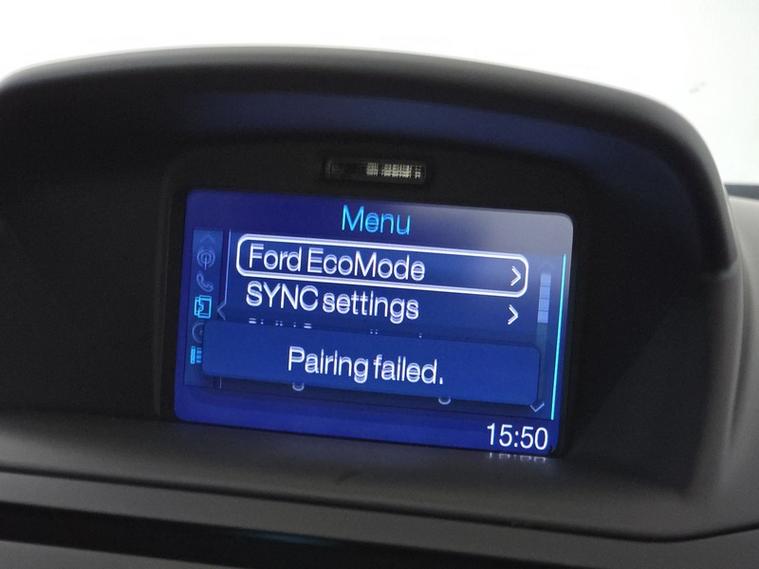 Menu
Ford EcoMode
SYNC settings
Pairing failed.
15:50